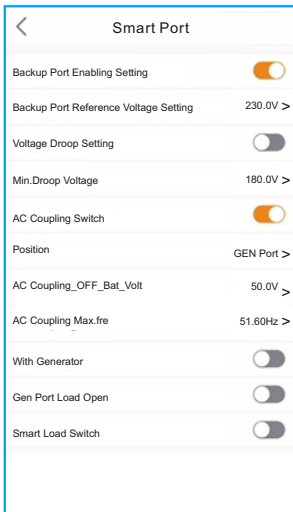 Smart Port
Backup Port Enabling Setting
Backup Port Reference Voltage Setting 230.0V >
Voltage Droop Setting
Min.Droop Voltage 180.0V >
AC Coupling Switch
Position GEN Port >
AC Coupling_OFF_Bat_Volt 50.0V >
AC Coupling Max.fre 51.60Hz >
With Generator
Gen Port Load Open
Smart Load Switch